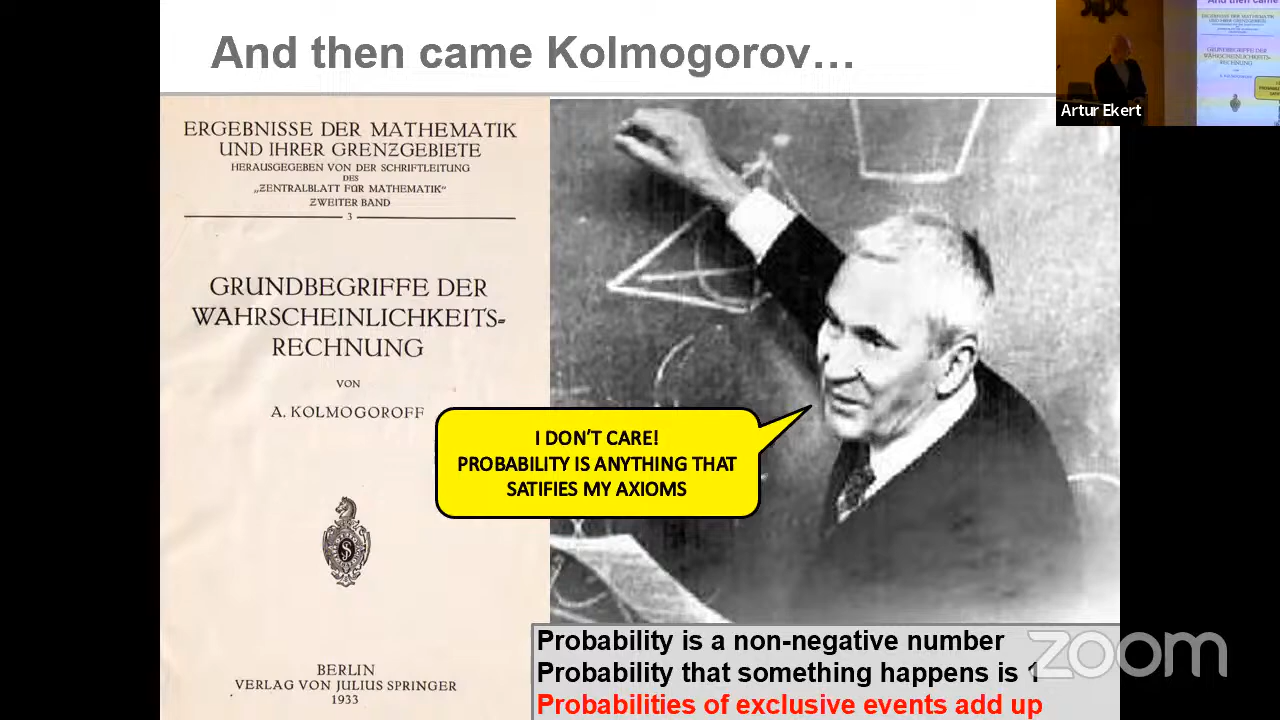 And then came Kolmogorov...
Artur Ekert
ERGEBNISSE DER MATHEMATIK
UND IHRER GRENZGEBIETE
HERAUSGEGEBEN VON DER SCHRIFTLEITUNG
DES
„ZENTRALBLATT FÜR MATHEMATIK“
ZWEITER BAND
3
GRUNDBEGRIFFE DER
WAHRSCHEINLICHKEITS-
RECHNUNG
VON
A. KOLMOGOROFF
I DON'T CARE!
PROBABILITY IS ANYTHING THAT
SATIFIES MY AXIOMS
BERLIN
VERLAG VON JULIUS SPRINGER
1933
Probability is a non-negative number
Probability that something happens is 1
Probabilities of exclusive events add up
zoom